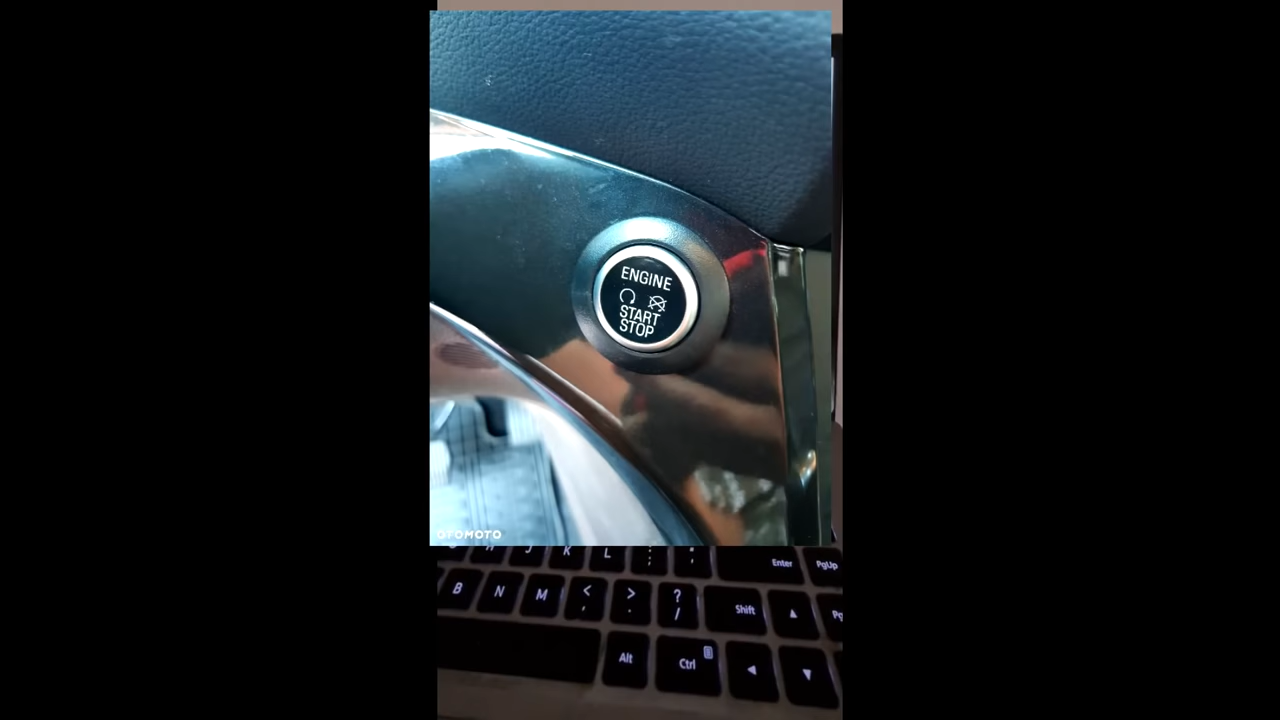 ENGINE
START
STOP
OTOMOTO
J K L : ;
Enter PgUp
B N M < , > . ? / Shift ▲
Alt Ctrl ◄ ▼